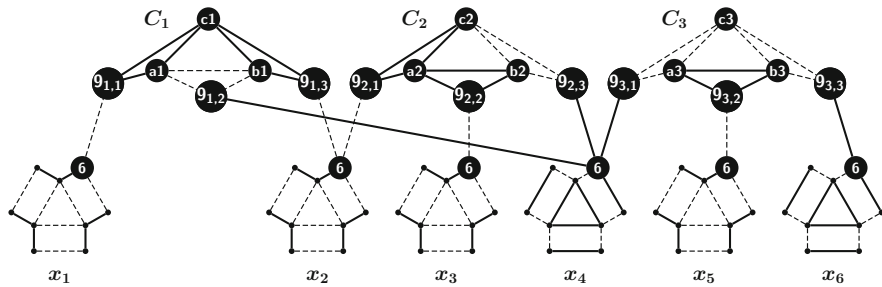 C₁ c1 C₂ c2 C₃ c3
a1 b1 a2 b2 a3 b3
9₁,₁ 9₁,₂ 9₁,₃ 9₂,₁ 9₂,₂ 9₂,₃ 9₃,₁ 9₃,₂ 9₃,₃
6 6 6 6 6 6
x₁ x₂ x₃ x₄ x₅ x₆